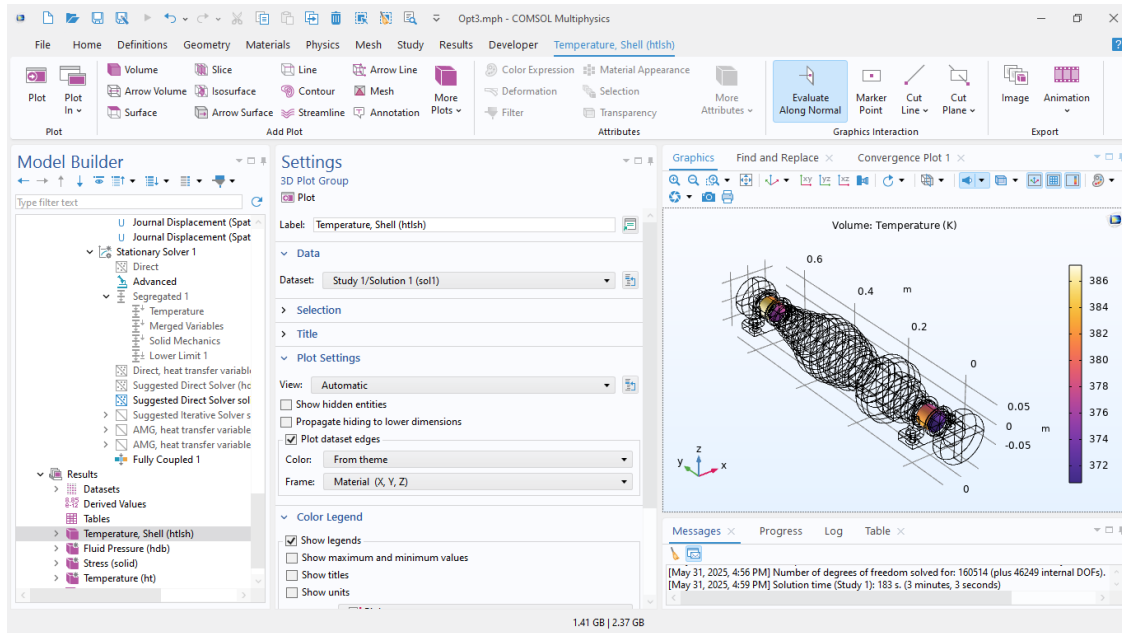 Opt3.mph - COMSOL Multiphysics
File Home Definitions Geometry Materials Physics Mesh Study Results Developer Temperature, Shell (htlsh)
?
Volume Slice Line Arrow Line Color Expression Material Appearance
Arrow Volume Isosurface Contour Mesh Deformation Selection
Surface Arrow Surface Streamline Annotation Filter Transparency
Plot Plot In More Plots More Attributes Evaluate Along Normal Marker Point Cut Line Cut Plane Image Animation
Plot Add Plot Attributes Graphics Interaction Export
Model Builder
Type filter text
Journal Displacement (Spat
Journal Displacement (Spat
Stationary Solver 1
Direct
Advanced
Segregated 1
Temperature
Merged Variables
Solid Mechanics
Lower Limit 1
Direct, heat transfer variabl
Suggested Direct Solver (hd
Suggested Direct Solver sol
Suggested Iterative Solver s
AMG, heat transfer variable
AMG, heat transfer variable
Fully Coupled 1
Results
Datasets
8.85
e-12
Derived Values
Tables
Temperature, Shell (htlsh)
Fluid Pressure (hdb)
Stress (solid)
Temperature (ht)
Settings
3D Plot Group
Plot
Label: Temperature, Shell (htlsh)
Data
Dataset: Study 1/Solution 1 (sol1)
Selection
Title
Plot Settings
View: Automatic
Show hidden entities
Propagate hiding to lower dimensions
Plot dataset edges
Color: From theme
Frame: Material (X, Y, Z)
Color Legend
Show legends
Show maximum and minimum values
Show titles
Show units
Graphics Find and Replace Convergence Plot 1
xy yz xz
Volume: Temperature (K)
0.6
0.4 m
0.2
0
0.05
0 m
-0.05
0
z
y x
386
384
382
380
378
376
374
372
Messages Progress Log Table
[May 31, 2025, 4:56 PM] Number of degrees of freedom solved for: 160514 (plus 46249 internal DOFs).
[May 31, 2025, 4:59 PM] Solution time (Study 1): 183 s. (3 minutes, 3 seconds)
1.41 GB | 2.37 GB